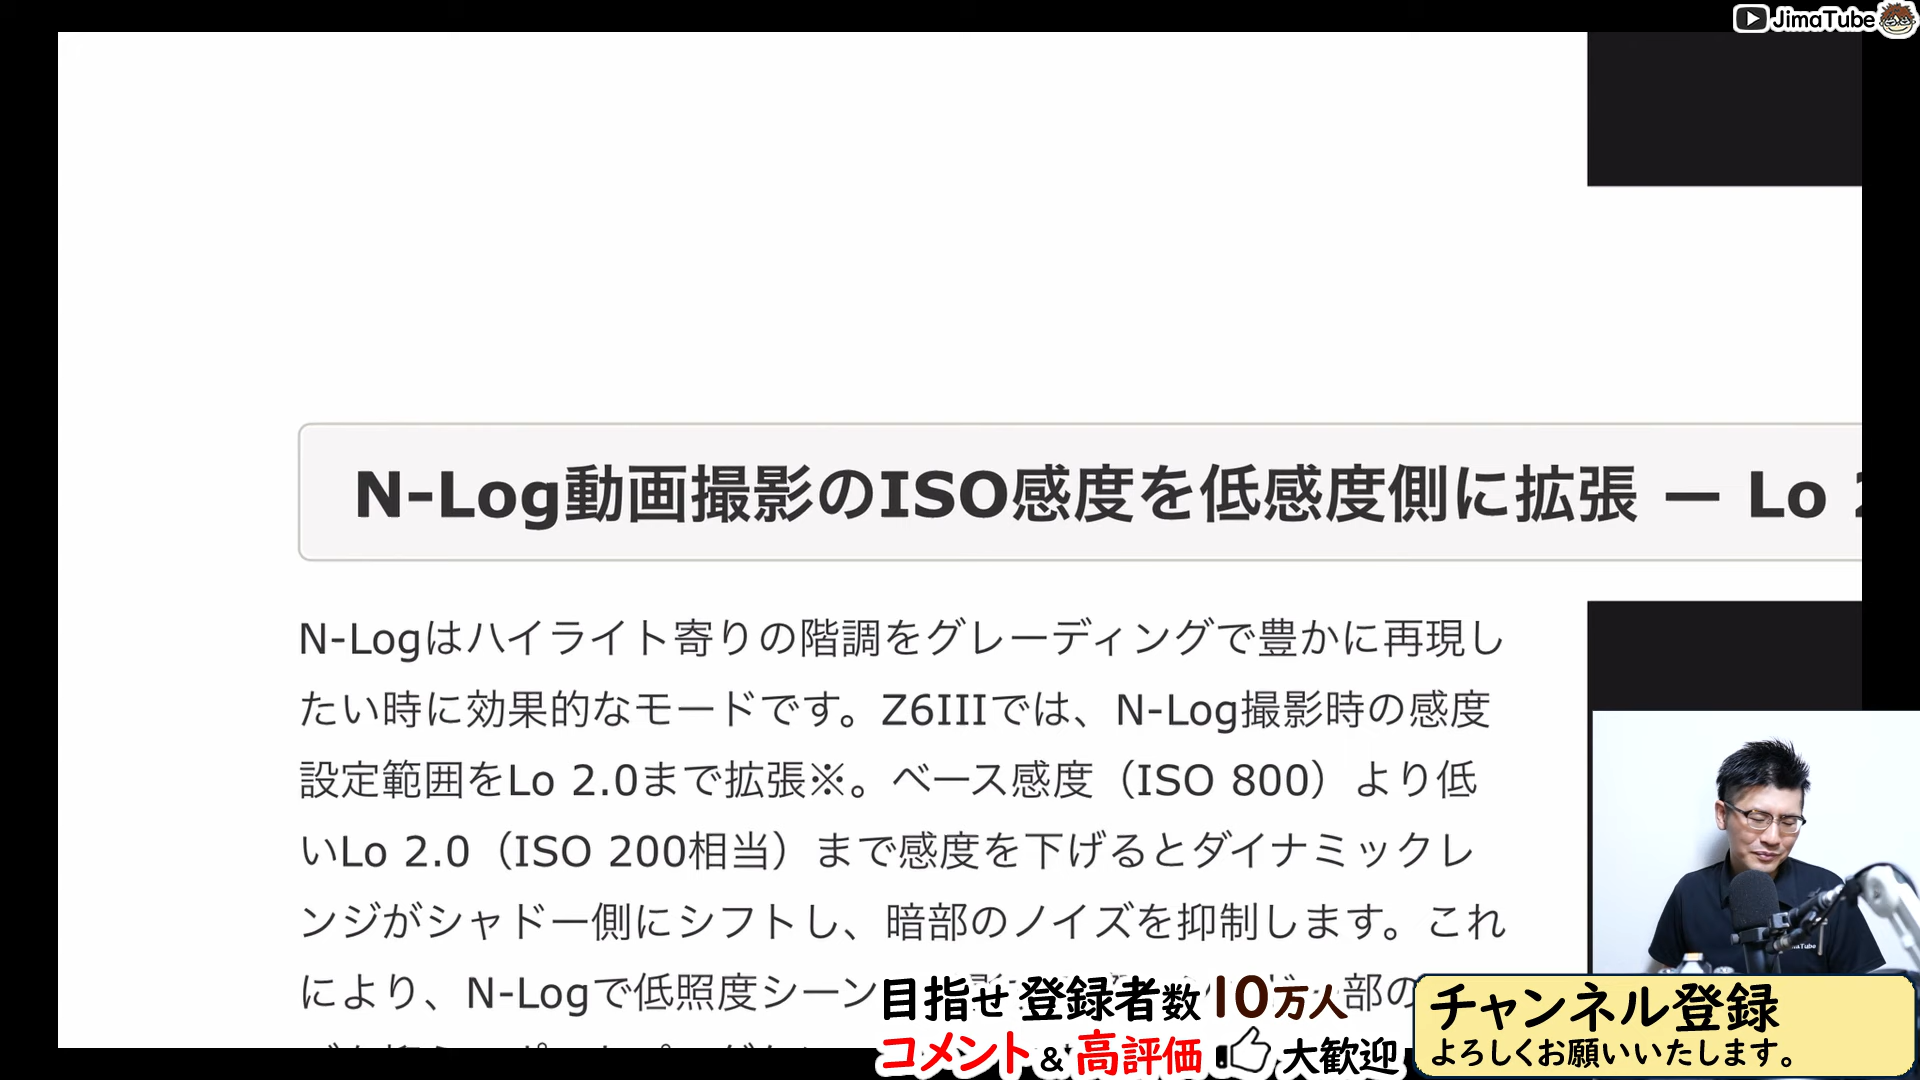 JimaTube
N-Log動画撮影のISO感度を低感度側に拡張 ー Lo
N-Logはハイライト寄りの階調をグレーディングで豊かに再現し
たい時に効果的なモードです。Z6IIIでは、N-Log撮影時の感度
設定範囲をLo 2.0まで拡張※。ベース感度（ISO 800）より低
いLo 2.0（ISO 200相当）まで感度を下げるとダイナミックレ
ンジがシャドー側にシフトし、暗部のノイズを抑制します。これ
により、N-Logで低照度シーン
部の
目指せ 登録者数 10万人
コメント & 高評価 大歓迎
チャンネル登録
よろしくお願いいたします。